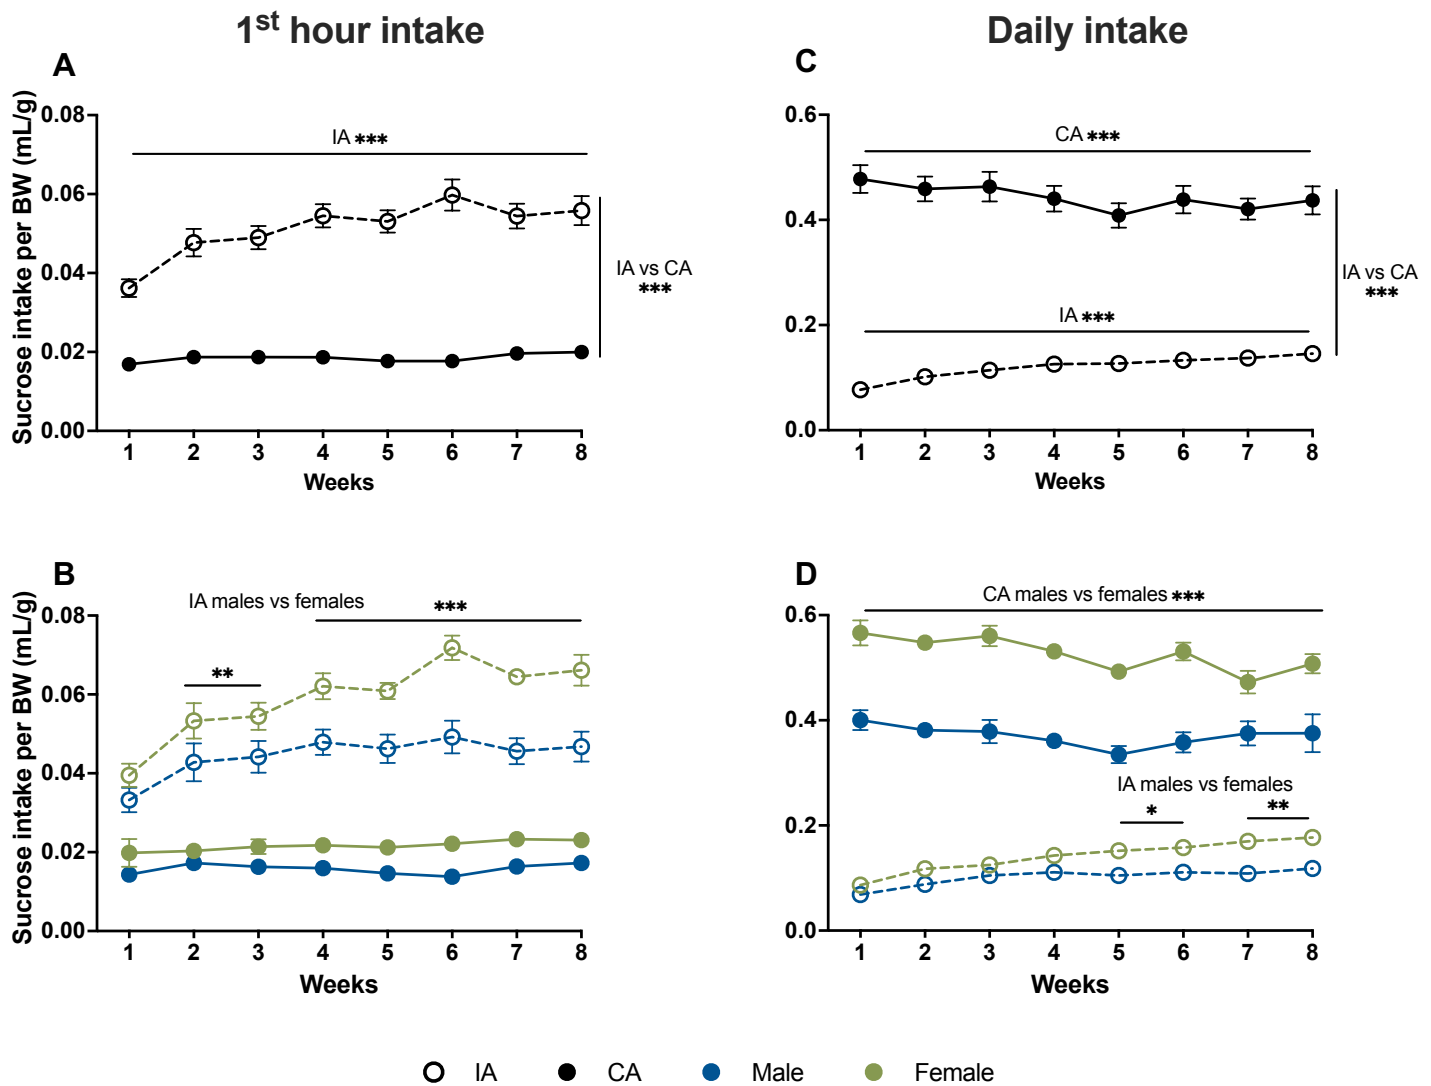 1st hour intake
Daily intake
A
Sucrose intake per BW (mL/g)
0.08
0.06
0.04
0.02
0.00
IA ***
IA vs CA
***
1 2 3 4 5 6 7 8
Weeks
C
0.6
0.4
0.2
0.0
CA ***
IA ***
IA vs CA
***
1 2 3 4 5 6 7 8
Weeks
B
Sucrose intake per BW (mL/g)
0.08
0.06
0.04
0.02
0.00
IA males vs females
***
**
1 2 3 4 5 6 7 8
Weeks
D
0.6
0.4
0.2
0.0
CA males vs females ***
IA males vs females
* **
1 2 3 4 5 6 7 8
Weeks
IA CA Male Female